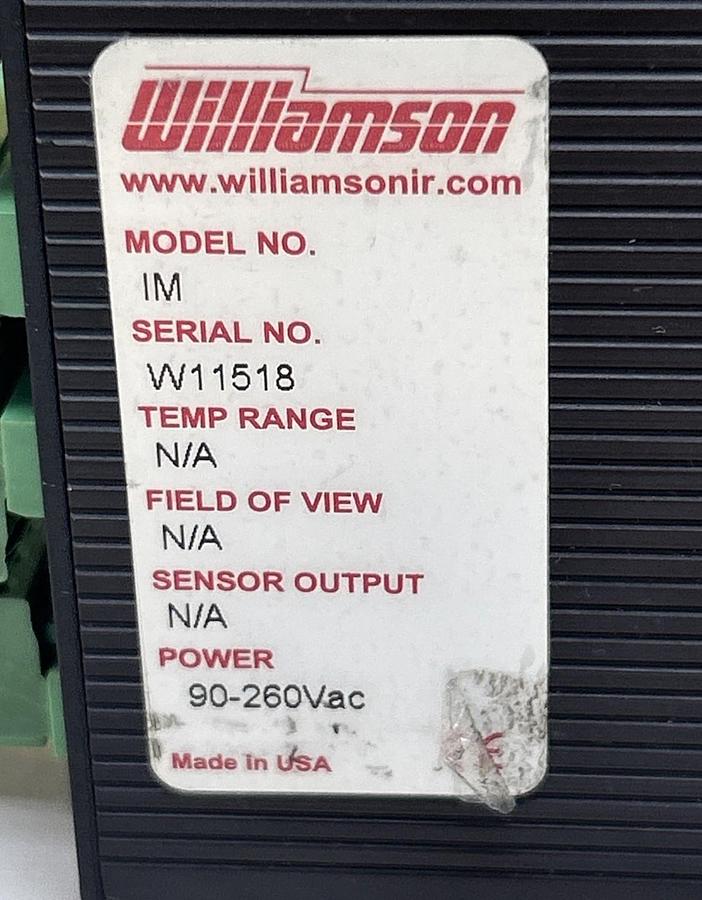 Williamson
www.williamsonir.com
MODEL NO.
IM
SERIAL NO.
W11518
TEMP RANGE
N/A
FIELD OF VIEW
N/A
SENSOR OUTPUT
N/A
POWER
90-260Vac
Made in USA